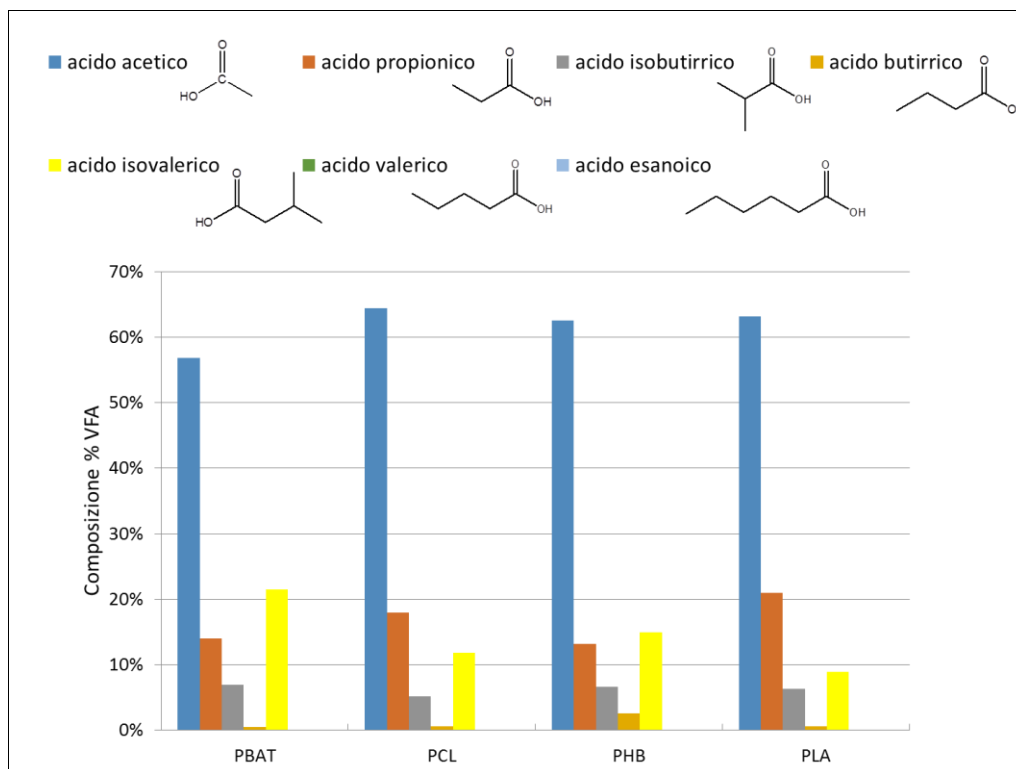 acido acetico
acido propionico
acido isobutirrico
acido butirrico
O
C
HO
O
OH
O
OH
O
O
acido isovalerico
acido valerico
acido esanoico
O
HO
O
OH
O
OH
Composizione % VFA
70%
60%
50%
40%
30%
20%
10%
0%
PBAT
PCL
PHB
PLA